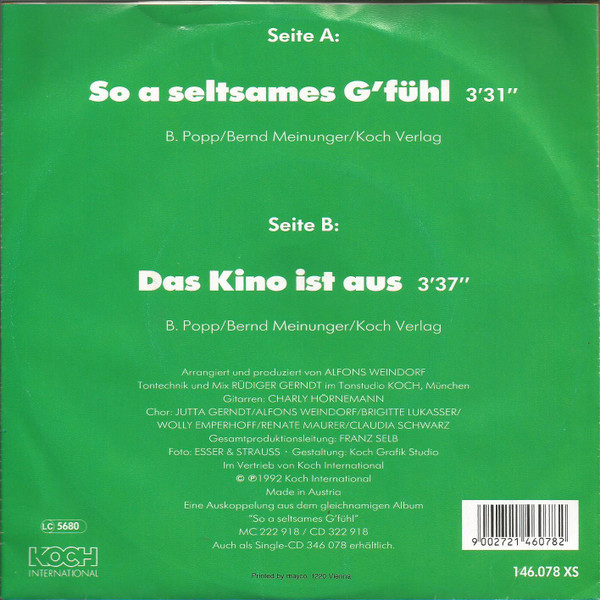 Seite A:
So a seltsames G'fühl 3'31"
B. Popp/Bernd Meinunger/Koch Verlag
Seite B:
Das Kino ist aus 3'37"
B. Popp/Bernd Meinunger/Koch Verlag
Arrangiert und produziert von ALFONS WEINDORF
Tontechnik und Mix RÜDIGER GERNDT im Tonstudio KOCH, München
Gitarren: CHARLY HÖRNEMANN
Chor: JUTTA GERNDT/ALFONS WEINDORF/BRIGITTE LUKASSER/
WOLLY EMPERHOFF/RENATE MAURER/CLAUDIA SCHWARZ
Gesamtproduktionsleitung: FRANZ SELB
Foto: ESSER & STRAUSS · Gestaltung: Koch Grafik Studio
Im Vertrieb von Koch International
© ℗ 1992 Koch International
Made in Austria
Eine Auskoppelung aus dem gleichnamigen Album
"So a seltsames G'fühl"
MC 222 918 / CD 322 918
Auch als Single-CD 346 078 erhältlich.
LC 5680
KOCH
INTERNATIONAL
Printed by mayco, 1220 Vienna
9 002721 460782
146.078 XS